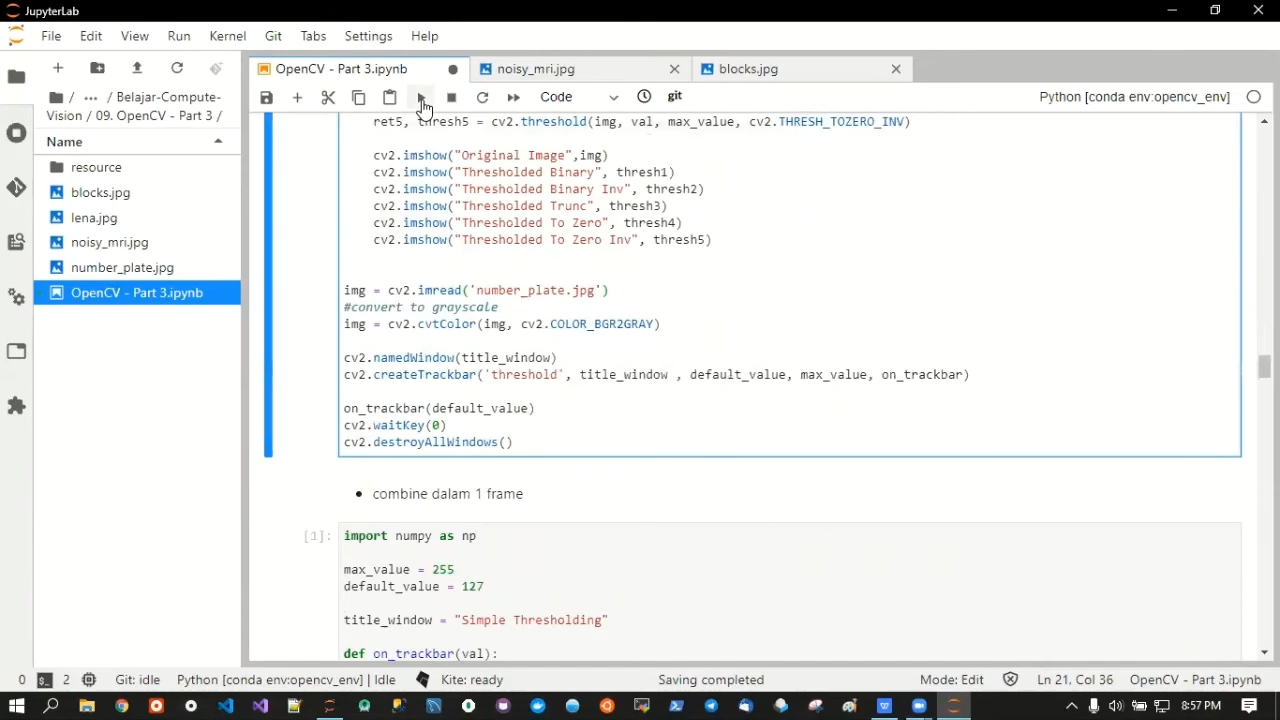 JupyterLab
File Edit View Run Kernel Git Tabs Settings Help
OpenCV - Part 3.ipynb
noisy_mri.jpg
blocks.jpg
Code
git
Python [conda env:opencv_env]
/ ... / Belajar-Compute-
Vision / 09. OpenCV - Part 3 /
Name
resource
blocks.jpg
lena.jpg
noisy_mri.jpg
number_plate.jpg
OpenCV - Part 3.ipynb
ret5, thresh5 = cv2.threshold(img, val, max_value, cv2.THRESH_TOZERO_INV)
cv2.imshow("Original Image",img)
cv2.imshow("Thresholded Binary", thresh1)
cv2.imshow("Thresholded Binary Inv", thresh2)
cv2.imshow("Thresholded Trunc", thresh3)
cv2.imshow("Thresholded To Zero", thresh4)
cv2.imshow("Thresholded To Zero Inv", thresh5)
img = cv2.imread('number_plate.jpg')
#convert to grayscale
img = cv2.cvtColor(img, cv2.COLOR_BGR2GRAY)
cv2.namedWindow(title_window)
cv2.createTrackbar('threshold', title_window , default_value, max_value, on_trackbar)
on_trackbar(default_value)
cv2.waitKey(0)
cv2.destroyAllWindows()
• combine dalam 1 frame
[1]:
import numpy as np
max_value = 255
default_value = 127
title_window = "Simple Thresholding"
def on_trackbar(val):
0 2 Git: idle Python [conda env:opencv_env] | Idle Kite: ready Saving completed Mode: Edit Ln 21, Col 36 OpenCV - Part 3.ipynb
8:57 PM